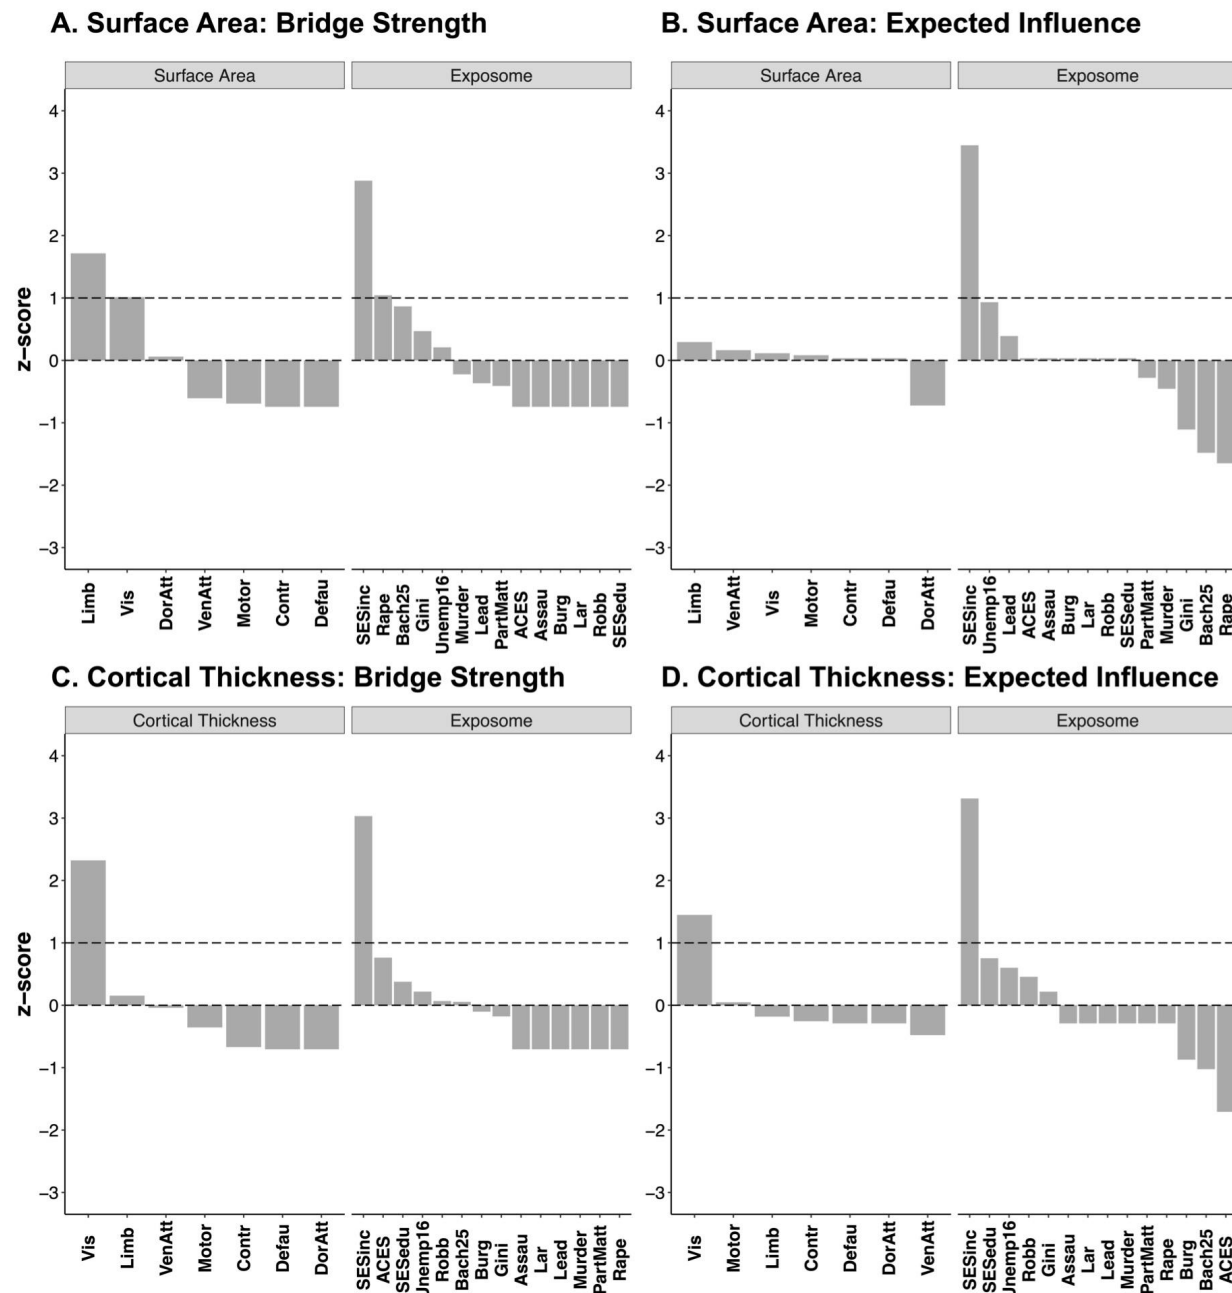 A. Surface Area: Bridge Strength
B. Surface Area: Expected Influence
Surface Area
Exposome
Surface Area
Exposome
z-score
4
3
2
1
0
−1
−2
−3
4
3
2
1
0
−1
−2
−3
Limb
Vis
DorAtt
VenAtt
Motor
Contr
Defau
SESinc
Rape
Bach25
Gini
Unemp16
Murder
Lead
PartMatt
ACES
Assau
Burg
Lar
Robb
SESedu
Limb
VenAtt
Vis
Motor
Contr
Defau
DorAtt
SESinc
Unemp16
Lead
ACES
Assau
Burg
Lar
Robb
SESedu
PartMatt
Murder
Gini
Bach25
Rape
C. Cortical Thickness: Bridge Strength
D. Cortical Thickness: Expected Influence
Cortical Thickness
Exposome
Cortical Thickness
Exposome
z-score
4
3
2
1
0
−1
−2
−3
4
3
2
1
0
−1
−2
−3
Vis
Limb
VenAtt
Motor
Contr
Defau
DorAtt
SESinc
ACES
SESedu
Unemp16
Robb
Bach25
Burg
Gini
Assau
Lar
Lead
Murder
PartMatt
Rape
Vis
Motor
Limb
Contr
Defau
DorAtt
VenAtt
SESinc
SESedu
Unemp16
Robb
Gini
Assau
Lar
Lead
Murder
PartMatt
Rape
Burg
Bach25
ACES